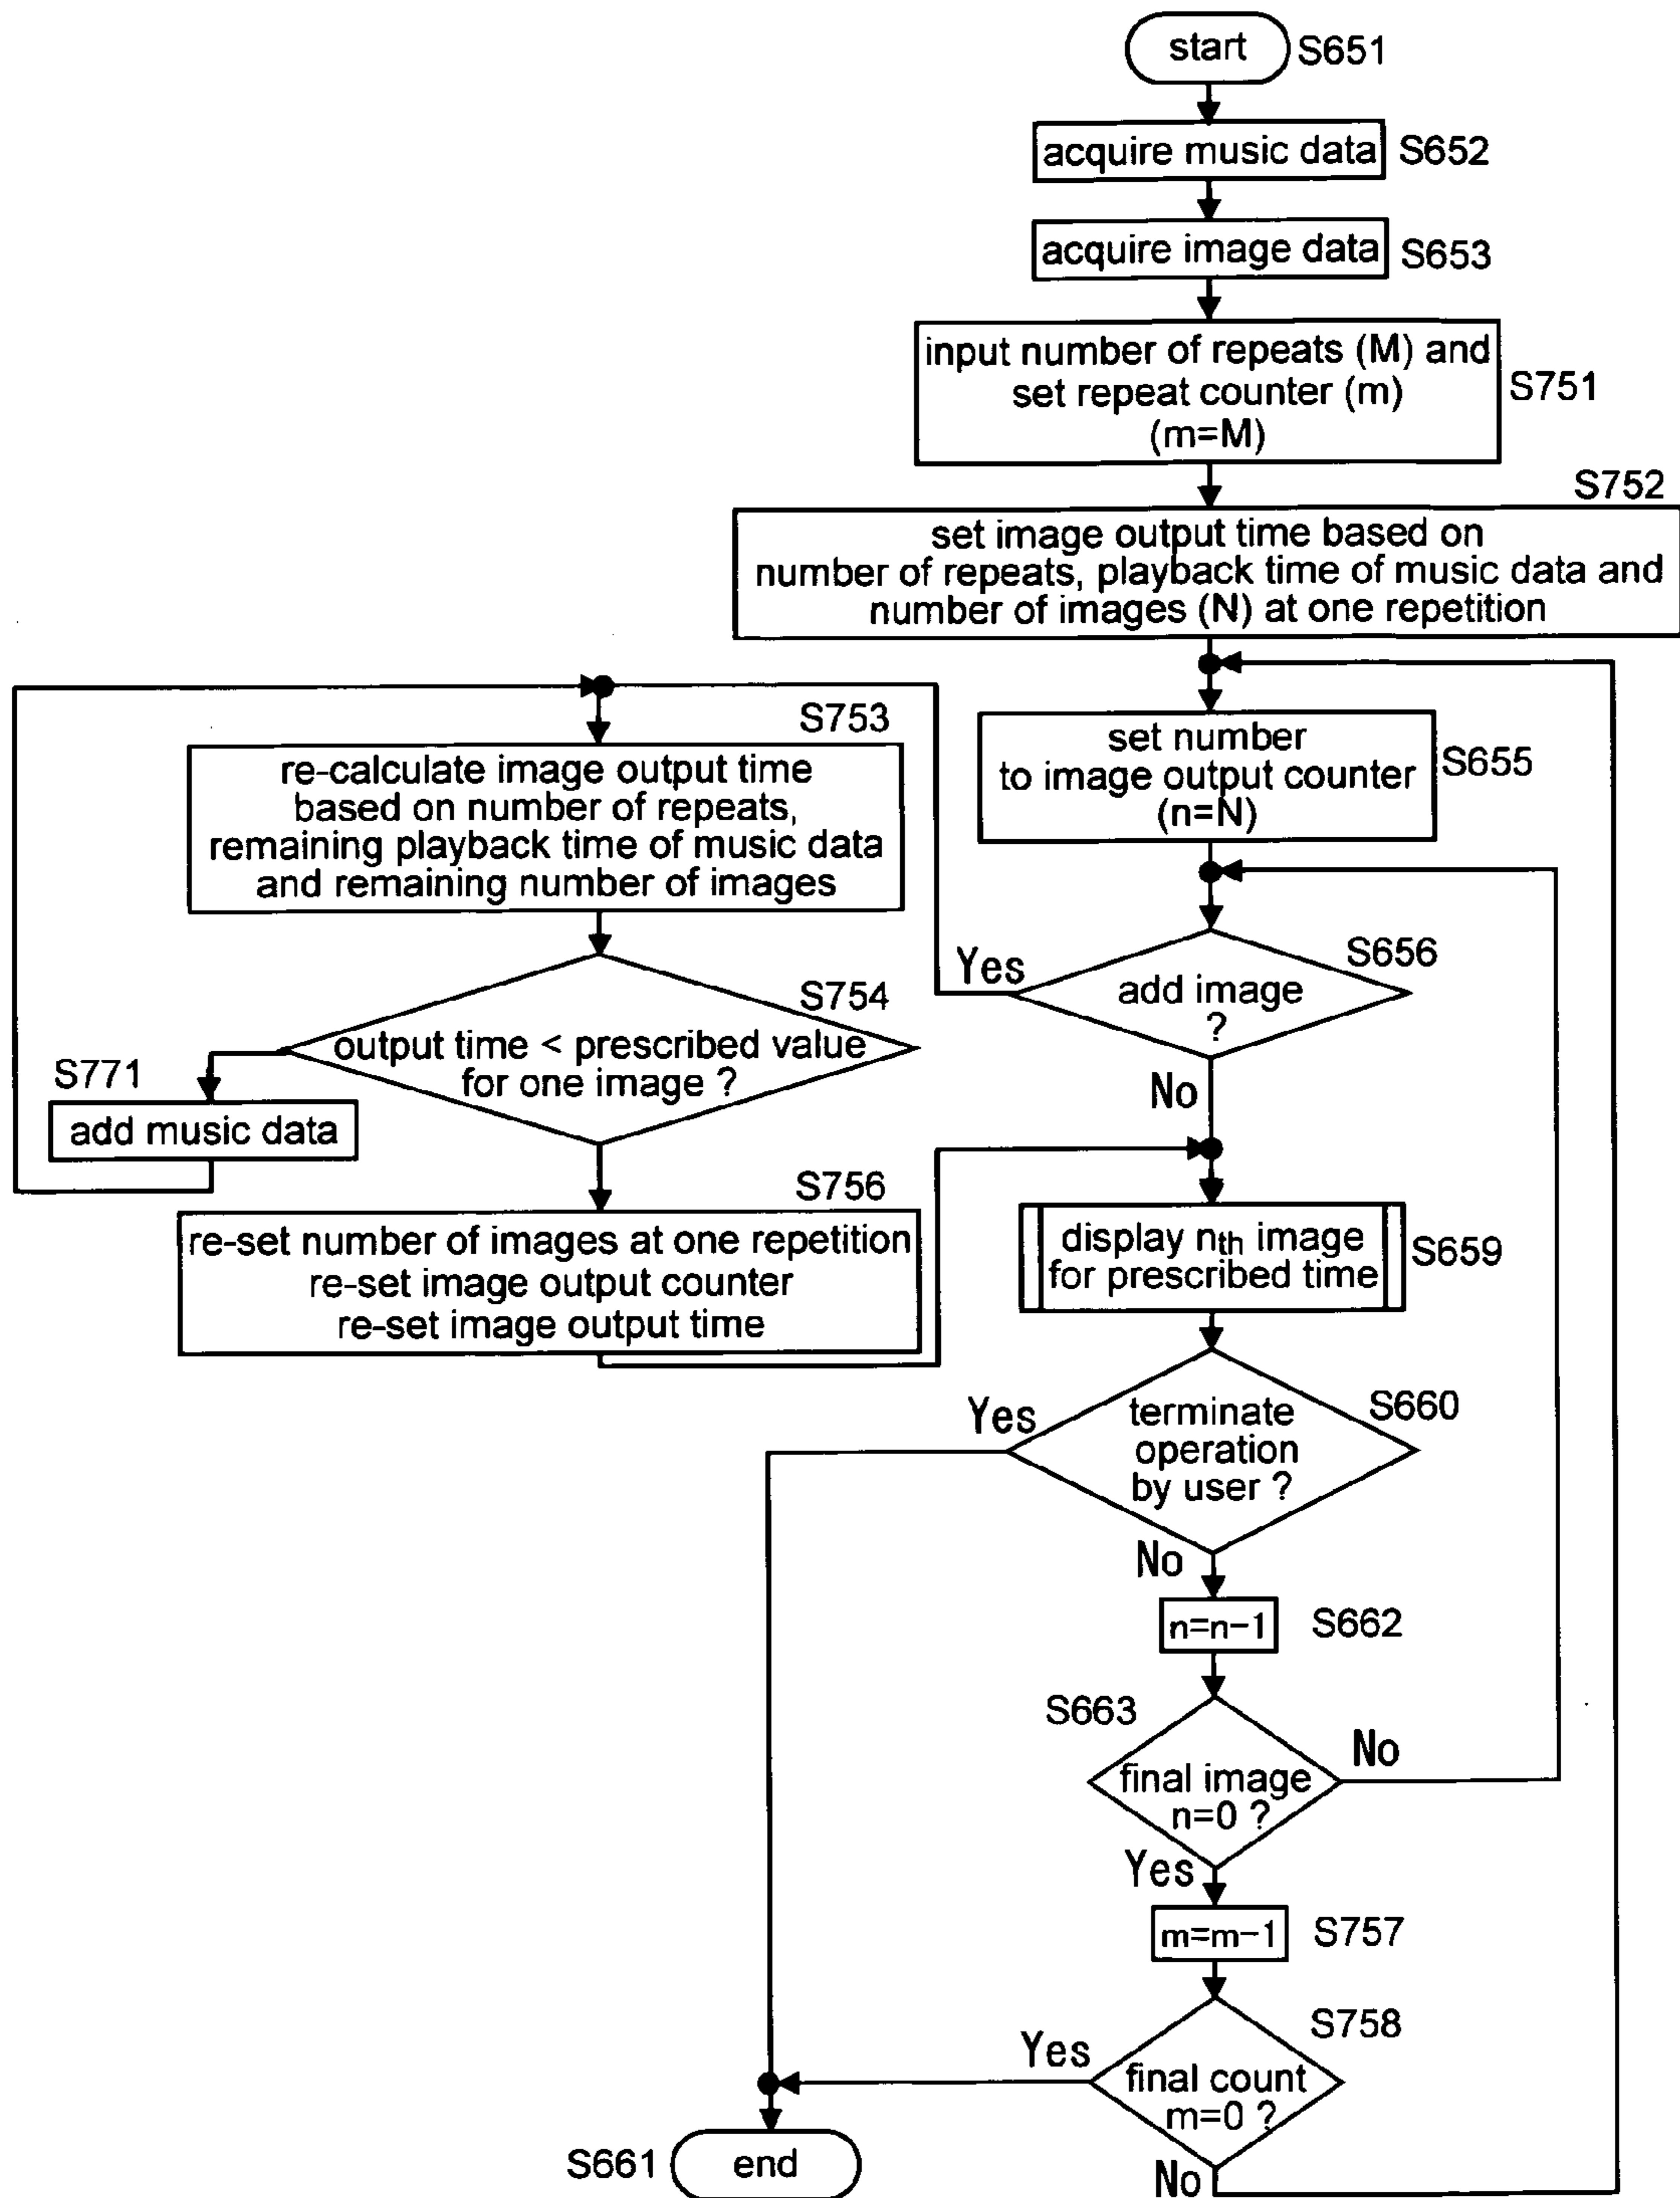 start
S651
acquire music data
S652
acquire image data
S653
input number of repeats (M) and
set repeat counter (m)
(m=M)
S751
S752
set image output time based on
number of repeats, playback time of music data and
number of images (N) at one repetition
set number
to image output counter
(n=N)
S655
S656
add image
?
Yes
No
S753
re-calculate image output time
based on number of repeats,
remaining playback time of music data
and remaining number of images
S754
output time < prescribed value
for one image ?
S771
add music data
S756
re-set number of images at one repetition
re-set image output counter
re-set image output time
display nth image
for prescribed time
S659
S660
terminate
operation
by user ?
Yes
No
n=n-1
S662
S663
final image
n=0 ?
No
Yes
m=m-1
S757
S758
final count
m=0 ?
Yes
No
S661
end